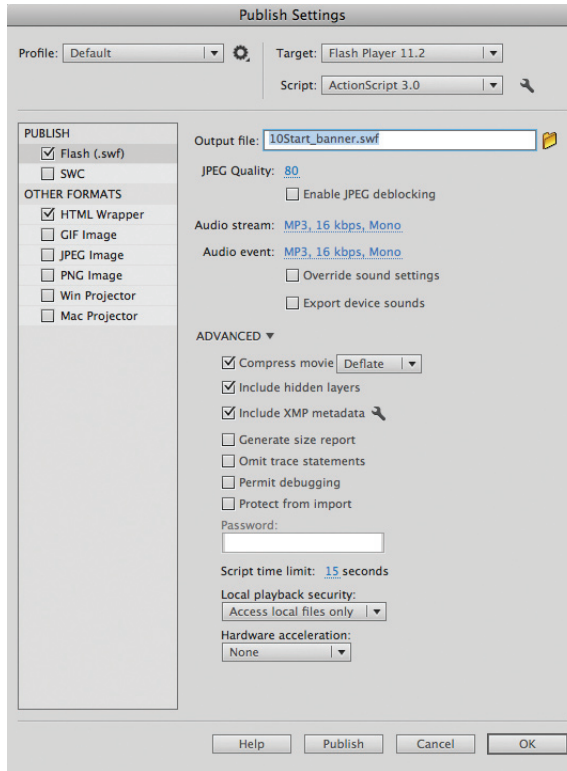 Publish Settings
Profile: Default
Target: Flash Player 11.2
Script: ActionScript 3.0
PUBLISH
Flash (.swf)
SWC
OTHER FORMATS
HTML Wrapper
GIF Image
JPEG Image
PNG Image
Win Projector
Mac Projector
Output file: 10Start_banner.swf
JPEG Quality: 80
Enable JPEG deblocking
Audio stream: MP3, 16 kbps, Mono
Audio event: MP3, 16 kbps, Mono
Override sound settings
Export device sounds
ADVANCED
Compress movie Deflate
Include hidden layers
Include XMP metadata
Generate size report
Omit trace statements
Permit debugging
Protect from import
Password:
Script time limit: 15 seconds
Local playback security:
Access local files only
Hardware acceleration:
None
Help Publish Cancel OK